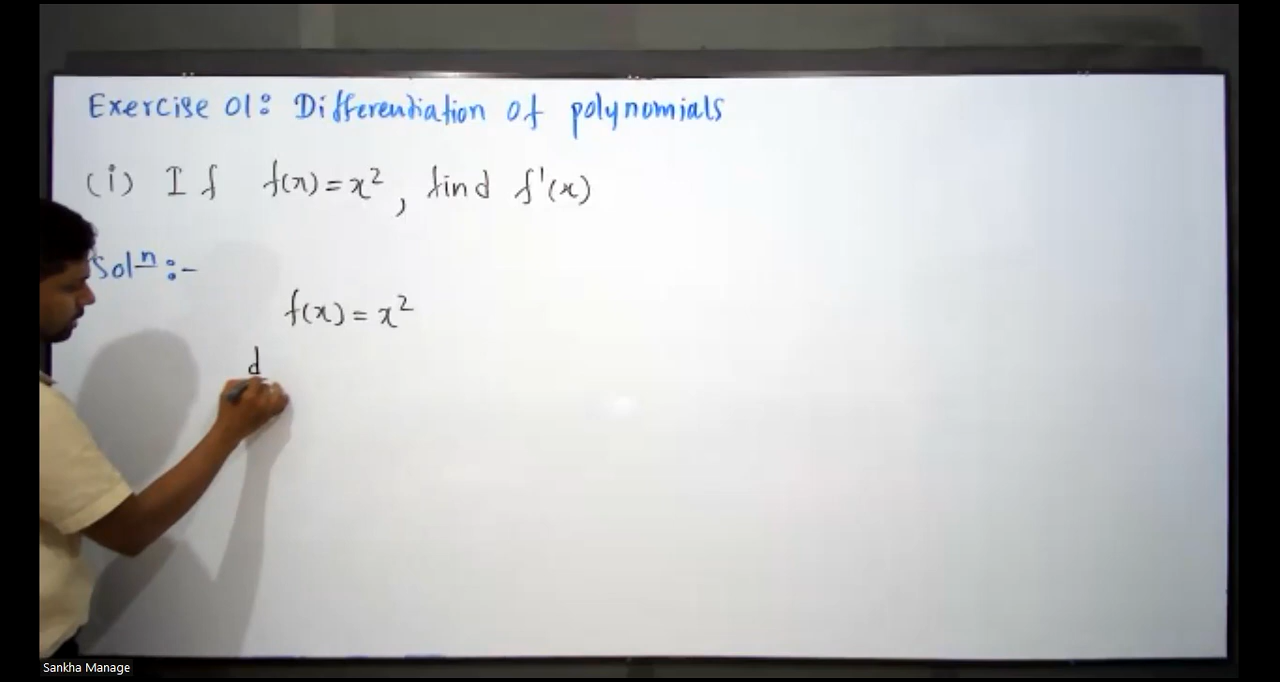 Exercise 01: Differentiation of polynomials
(i) If f(x) = x², find f'(x)
Solⁿ :-
f(x) = x²
d
Sankha Manage